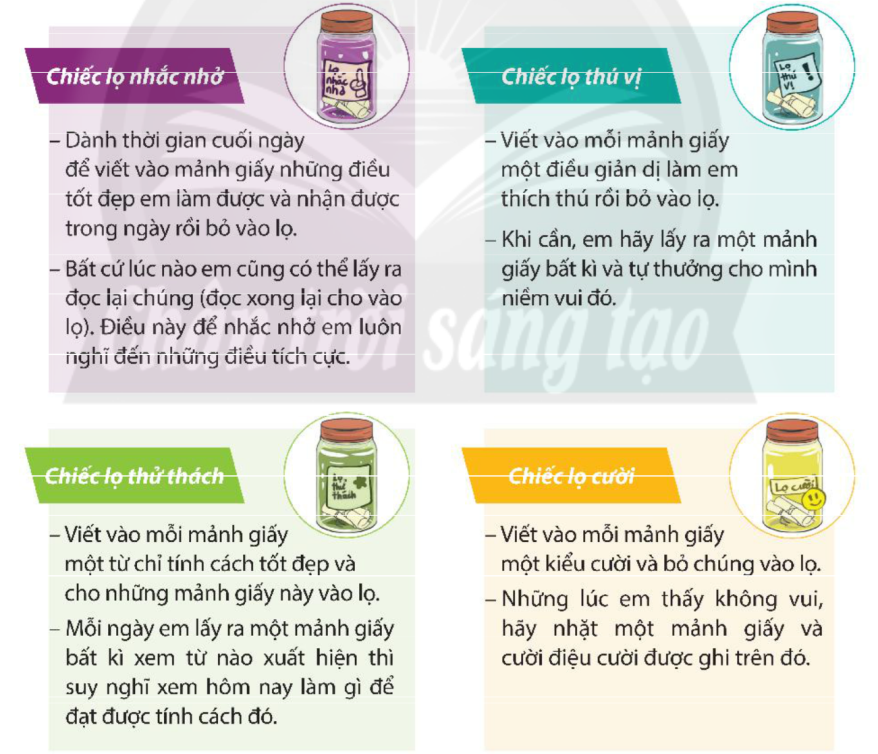 Chiếc lọ nhắc nhở
Lọ
nhắc
nhở
– Dành thời gian cuối ngày
để viết vào mảnh giấy những điều
tốt đẹp em làm được và nhận được
trong ngày rồi bỏ vào lọ.
– Bất cứ lúc nào em cũng có thể lấy ra
đọc lại chúng (đọc xong lại cho vào
lọ). Điều này để nhắc nhở em luôn
nghĩ đến những điều tích cực.
Chiếc lọ thú vị
Lọ
thú
vị
!
– Viết vào mỗi mảnh giấy
một điều giản dị làm em
thích thú rồi bỏ vào lọ.
– Khi cần, em hãy lấy ra một mảnh
giấy bất kì và tự thưởng cho mình
niềm vui đó.
Chân trời sáng tạo
Chiếc lọ thử thách
Lọ
thử
thách
– Viết vào mỗi mảnh giấy
một từ chỉ tính cách tốt đẹp và
cho những mảnh giấy này vào lọ.
– Mỗi ngày em lấy ra một mảnh giấy
bất kì xem từ nào xuất hiện thì
suy nghĩ xem hôm nay làm gì để
đạt được tính cách đó.
Chiếc lọ cười
Lọ cười
– Viết vào mỗi mảnh giấy
một kiểu cười và bỏ chúng vào lọ.
– Những lúc em thấy không vui,
hãy nhặt một mảnh giấy và
cười điệu cười được ghi trên đó.